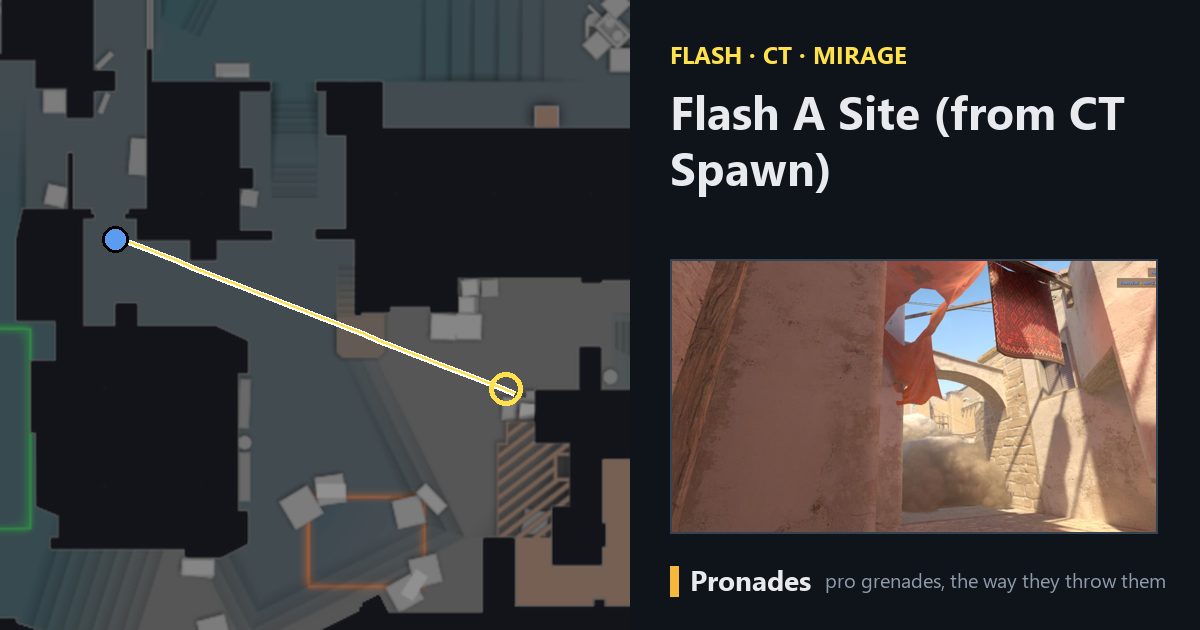 FLASH · CT · MIRAGE
Flash A Site (from CT
Spawn)
Pronades pro grenades, the way they throw them